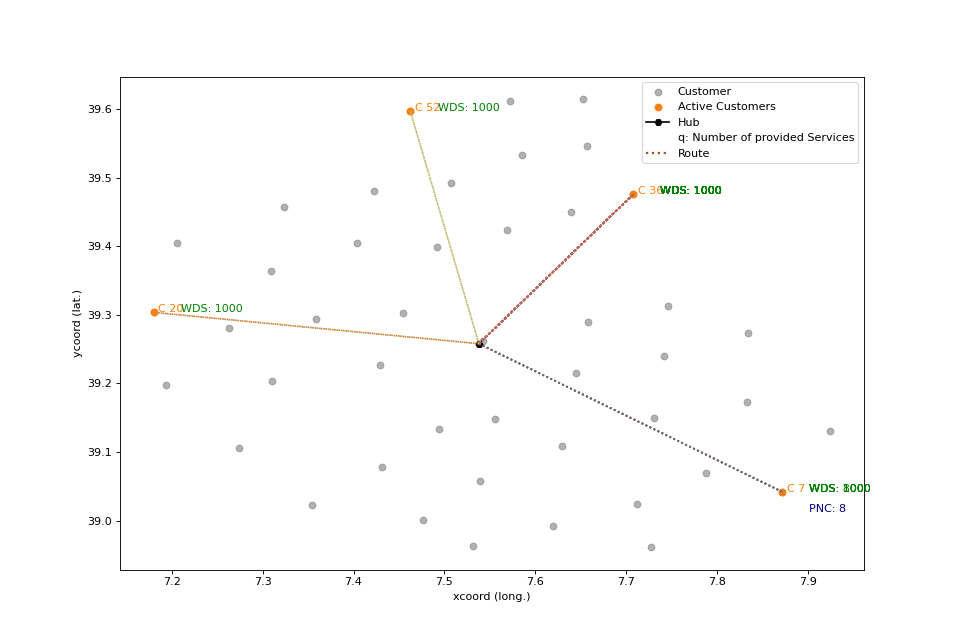 39.6
39.5
39.4
39.3
39.2
39.1
39.0
ycoord (lat.)
7.2 7.3 7.4 7.5 7.6 7.7 7.8 7.9
xcoord (long.)
Customer
Active Customers
Hub
q: Number of provided Services
Route
C 52 WDS: 1000
C 36 WDS: 1000
C 20 WDS: 1000
C 7 WDS:
PNC: 8